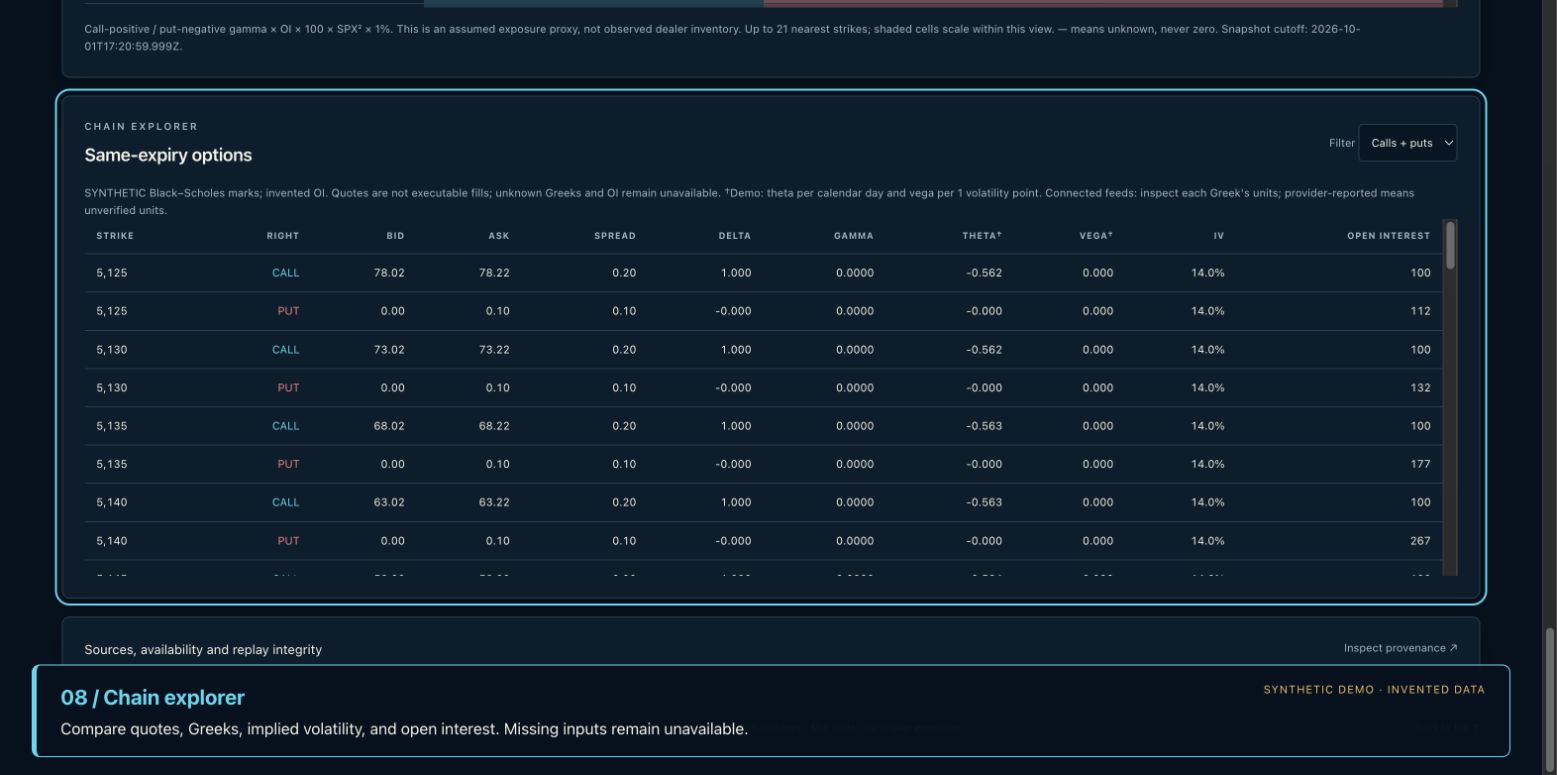 Call-positive / put-negative gamma × OI × 100 × SPX² × 1%. This is an assumed exposure proxy, not observed dealer inventory. Up to 21 nearest strikes; shaded cells scale within this view. — means unknown, never zero. Snapshot cutoff: 2026-10-
01T17:20:59.999Z.
CHAIN EXPLORER
Same-expiry options
Filter Calls + puts
SYNTHETIC Black–Scholes marks; invented OI. Quotes are not executable fills; unknown Greeks and OI remain unavailable. †Demo: theta per calendar day and vega per 1 volatility point. Connected feeds: inspect each Greek's units; provider-reported means
unverified units.
STRIKE RIGHT BID ASK SPREAD DELTA GAMMA THETA† VEGA† IV OPEN INTEREST
5,125 CALL 78.02 78.22 0.20 1.000 0.0000 -0.562 0.000 14.0% 100
5,125 PUT 0.00 0.10 0.10 -0.000 0.0000 -0.000 0.000 14.0% 112
5,130 CALL 73.02 73.22 0.20 1.000 0.0000 -0.562 0.000 14.0% 100
5,130 PUT 0.00 0.10 0.10 -0.000 0.0000 -0.000 0.000 14.0% 132
5,135 CALL 68.02 68.22 0.20 1.000 0.0000 -0.563 0.000 14.0% 100
5,135 PUT 0.00 0.10 0.10 -0.000 0.0000 -0.000 0.000 14.0% 177
5,140 CALL 63.02 63.22 0.20 1.000 0.0000 -0.563 0.000 14.0% 100
5,140 PUT 0.00 0.10 0.10 -0.000 0.0000 -0.000 0.000 14.0% 267
Sources, availability and replay integrity
Inspect provenance ↗
08 / Chain explorer
SYNTHETIC DEMO · INVENTED DATA
Compare quotes, Greeks, implied volatility, and open interest. Missing inputs remain unavailable.